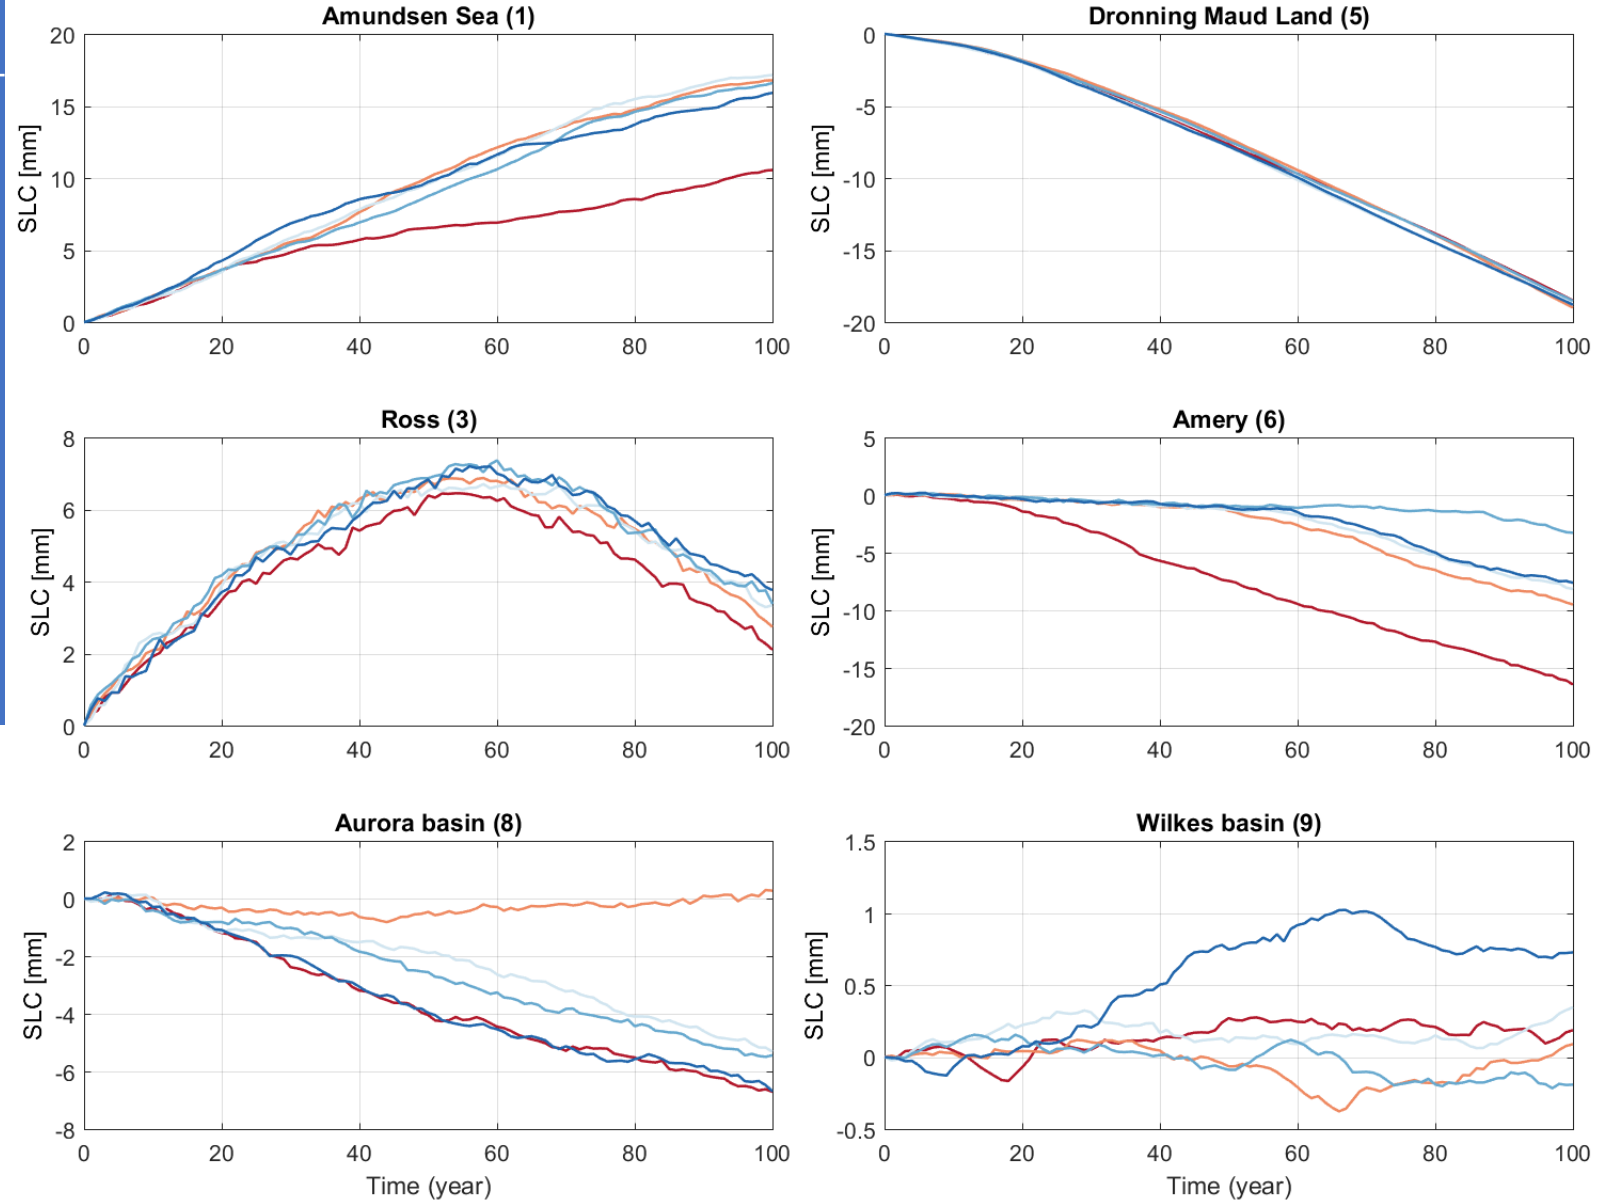 Amundsen Sea (1)
SLC [mm]
20
15
10
5
0
0 20 40 60 80 100
Dronning Maud Land (5)
SLC [mm]
0
-5
-10
-15
-20
0 20 40 60 80 100
Ross (3)
SLC [mm]
8
6
4
2
0
0 20 40 60 80 100
Amery (6)
SLC [mm]
5
0
-5
-10
-15
-20
0 20 40 60 80 100
Aurora basin (8)
SLC [mm]
2
0
-2
-4
-6
-8
0 20 40 60 80 100
Time (year)
Wilkes basin (9)
SLC [mm]
1.5
1
0.5
0
-0.5
0 20 40 60 80 100
Time (year)